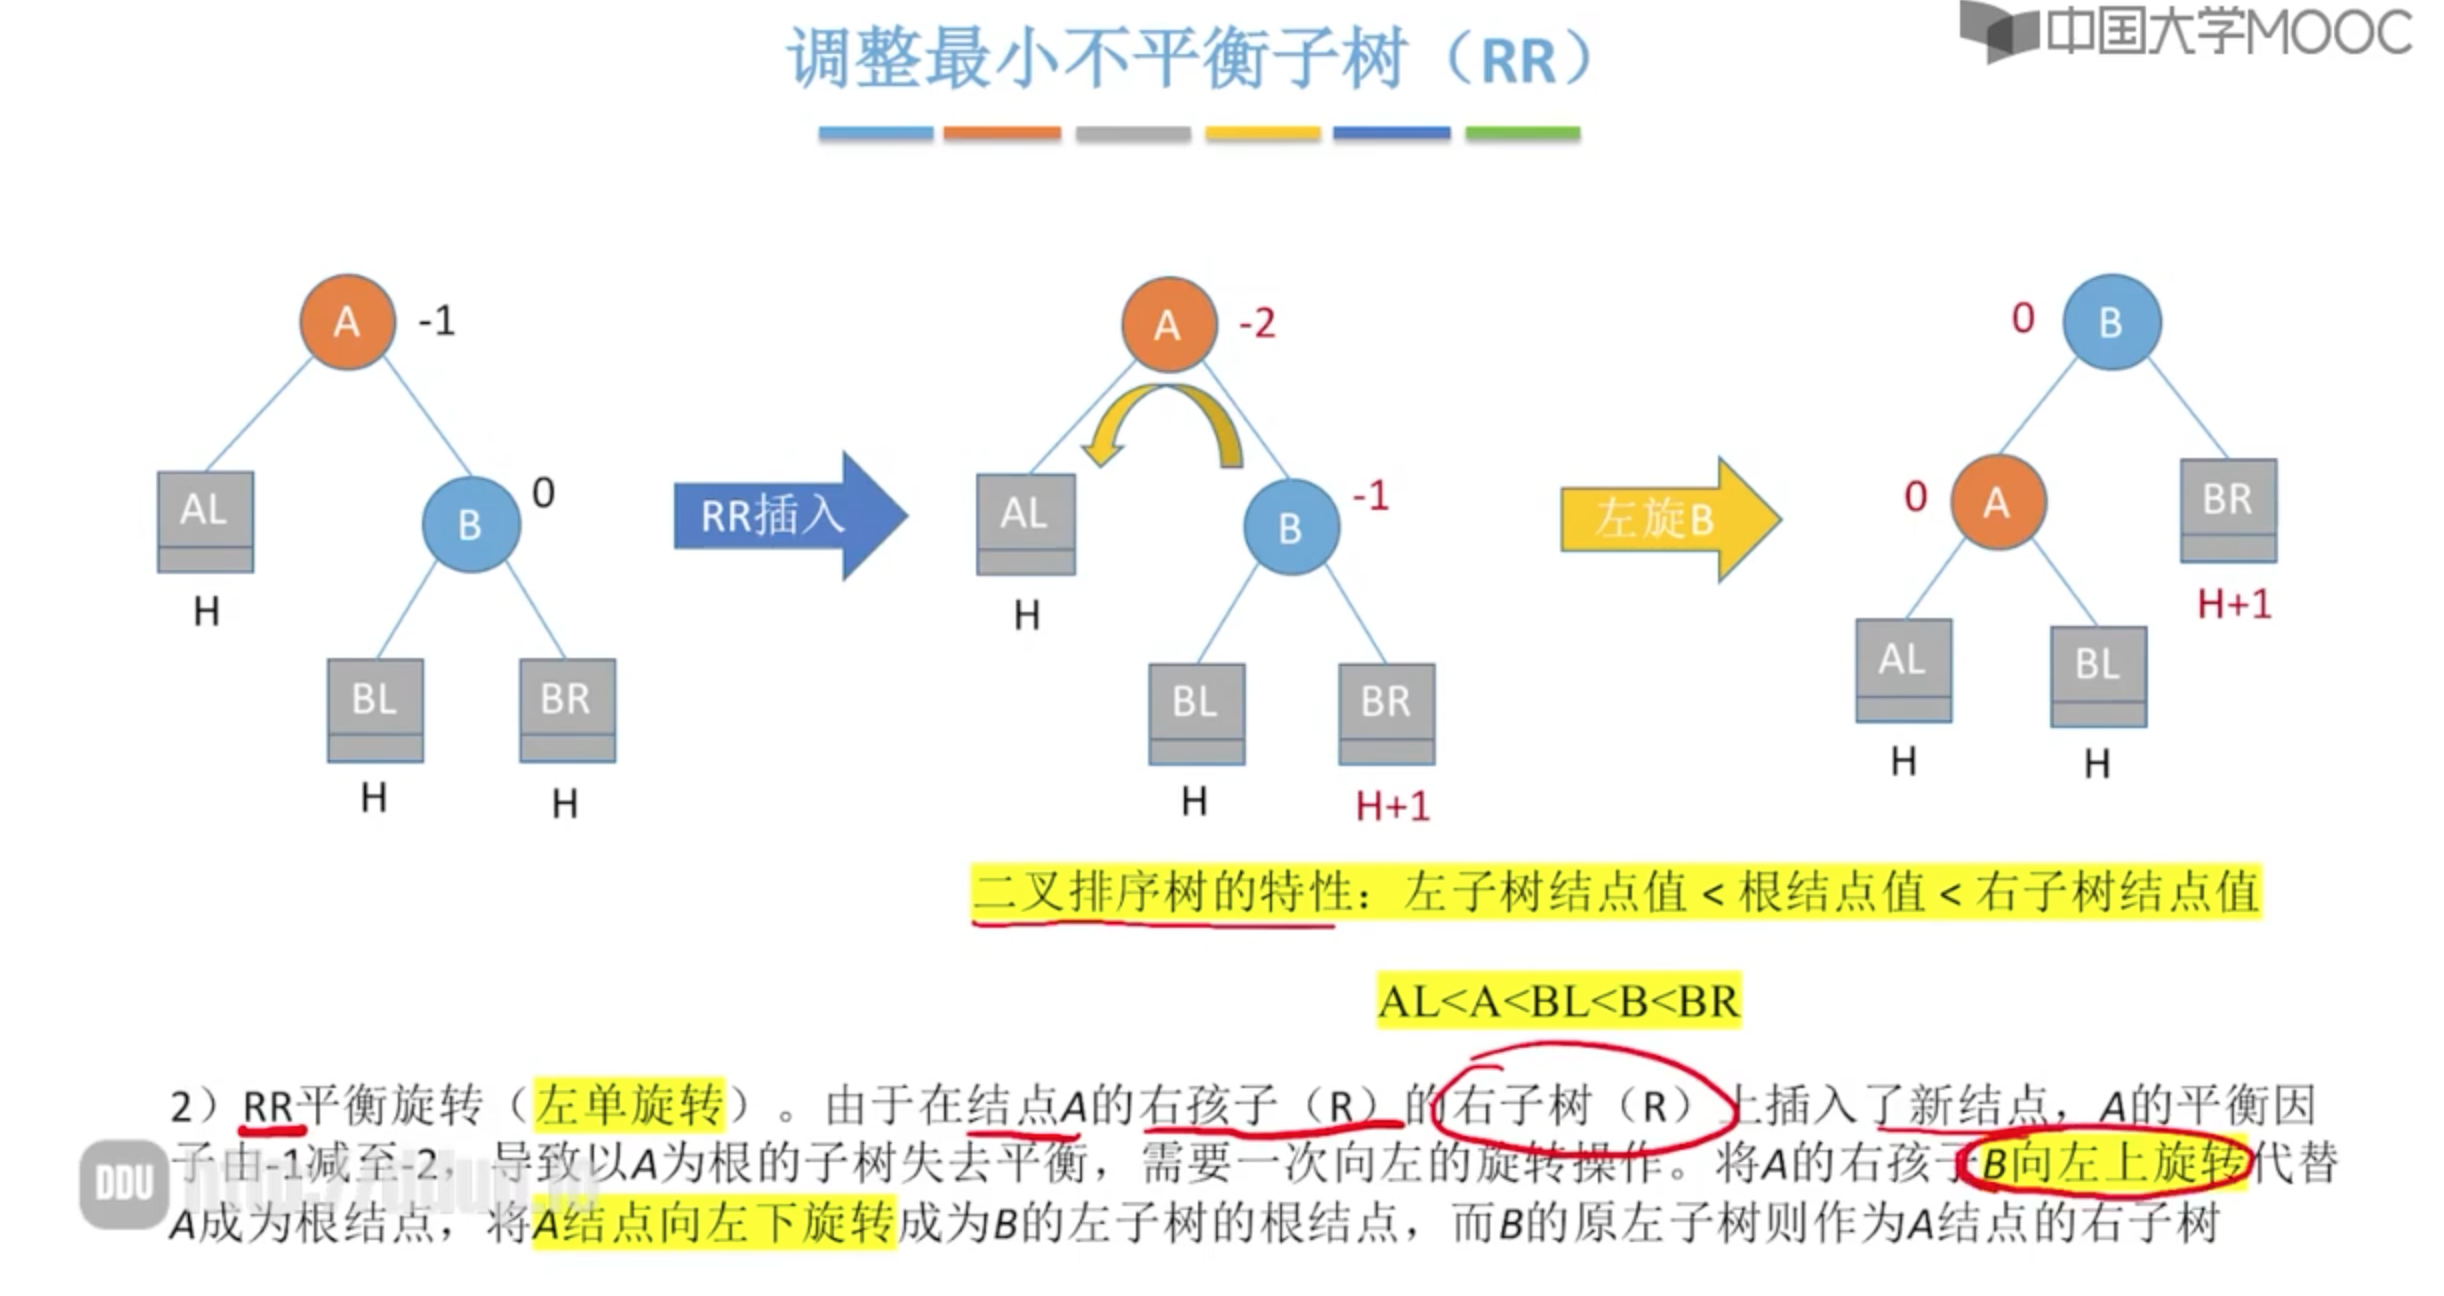 中国大学MOOC
调整最小不平衡子树（RR）
A -1
AL
H
B 0
BL
H
BR
H
RR插入
A -2
AL
H
B -1
BL
H
BR
H+1
左旋B
0 B
0 A
BR
H+1
AL
H
BL
H
二叉排序树的特性：左子树结点值 < 根结点值 < 右子树结点值
AL<A<BL<B<BR
2）RR平衡旋转（左单旋转）。由于在结点A的右孩子（R）的右子树（R）上插入了新结点，A的平衡因
子由-1减至-2，导致以A为根的子树失去平衡，需要一次向左的旋转操作。将A的右孩子B向左上旋转代替
A成为根结点，将A结点向左下旋转成为B的左子树的根结点，而B的原左子树则作为A结点的右子树
DDU